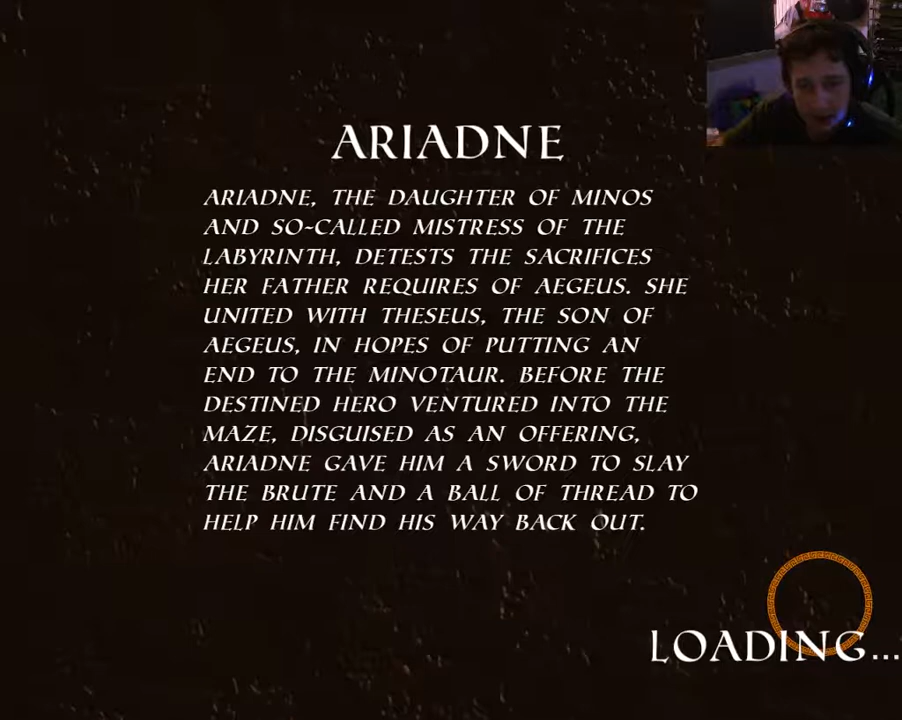 ARIADNE
ARIADNE, THE DAUGHTER OF MINOS
AND SO-CALLED MISTRESS OF THE
LABYRINTH, DETESTS THE SACRIFICES
HER FATHER REQUIRES OF AEGEUS. SHE
UNITED WITH THESEUS, THE SON OF
AEGEUS, IN HOPES OF PUTTING AN
END TO THE MINOTAUR. BEFORE THE
DESTINED HERO VENTURED INTO THE
MAZE, DISGUISED AS AN OFFERING,
ARIADNE GAVE HIM A SWORD TO SLAY
THE BRUTE AND A BALL OF THREAD TO
HELP HIM FIND HIS WAY BACK OUT.
LOADING...